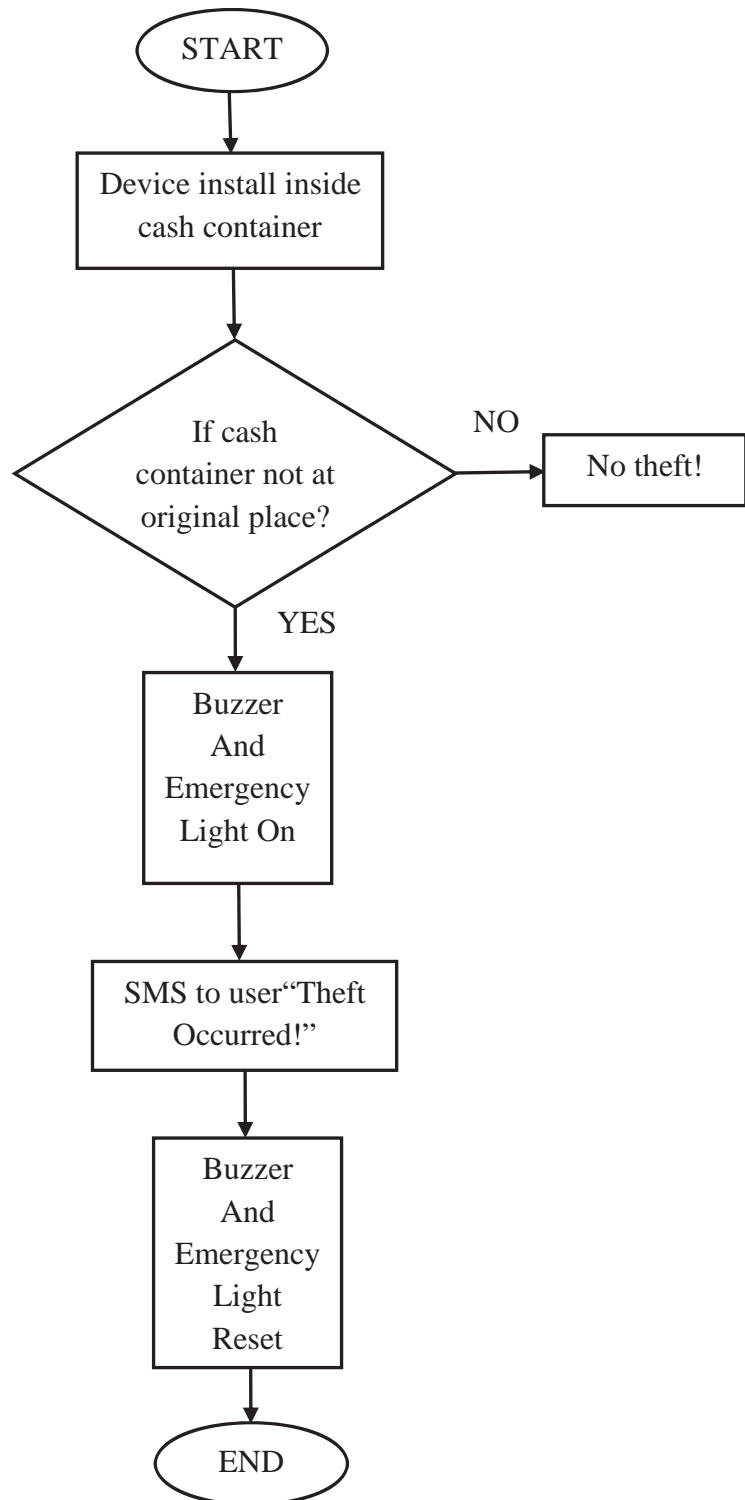 START
Device install inside
cash container
If cash
container not at
original place?
NO
No theft!
YES
Buzzer
And
Emergency
Light On
SMS to user“Theft
Occurred!”
Buzzer
And
Emergency
Light
Reset
END